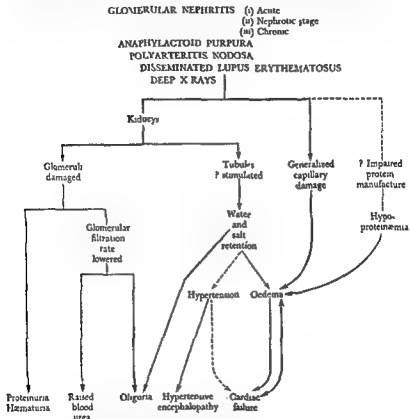 GLOMERULAR NEPHRITIS (i) Acute
(ii) Nephrotic stage
(iii) Chronic
ANAPHYLACTOID PURPURA
POLYARTERITIS NODOSA
DISSEMINATED LUPUS ERYTHEMATOSUS
DEEP X RAYS
Kidneys
Glomeruli
damaged
Tubules
? stimulated
Generalized
capillary
damage
? Impaired
protein
manufacture
Glomerular
filtration
rate
lowered
Water
and
salt
retention
Hypo-
proteinæmia
Hypertension
Oedema
Proteinuria
Hæmaturia
Raised
blood
urea
Oliguria
Hypertensive
encephalopathy
Cardiac
failure